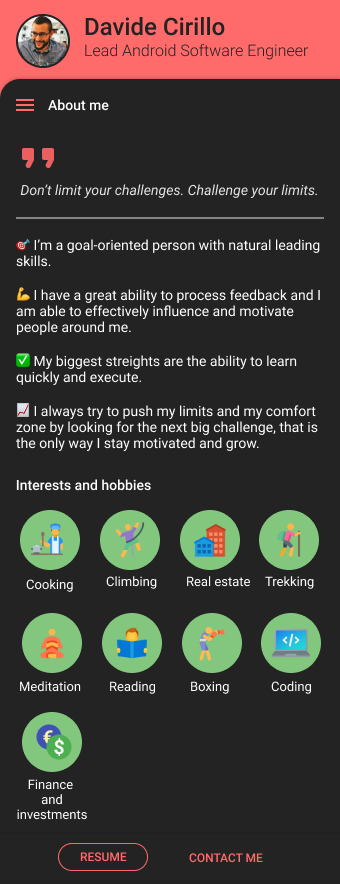 Davide Cirillo
Lead Android Software Engineer
About me
Don't limit your challenges. Challenge your limits.
🎯 I'm a goal-oriented person with natural leading
skills.
💪 I have a great ability to process feedback and I
am able to effectively influence and motivate
people around me.
✅ My biggest streights are the ability to learn
quickly and execute.
📈 I always try to push my limits and my comfort
zone by looking for the next big challenge, that is
the only way I stay motivated and grow.
Interests and hobbies
Cooking
Climbing
Real estate
Trekking
Meditation
Reading
Boxing
</>
Coding
€
$
Finance
and
investments
RESUME
CONTACT ME